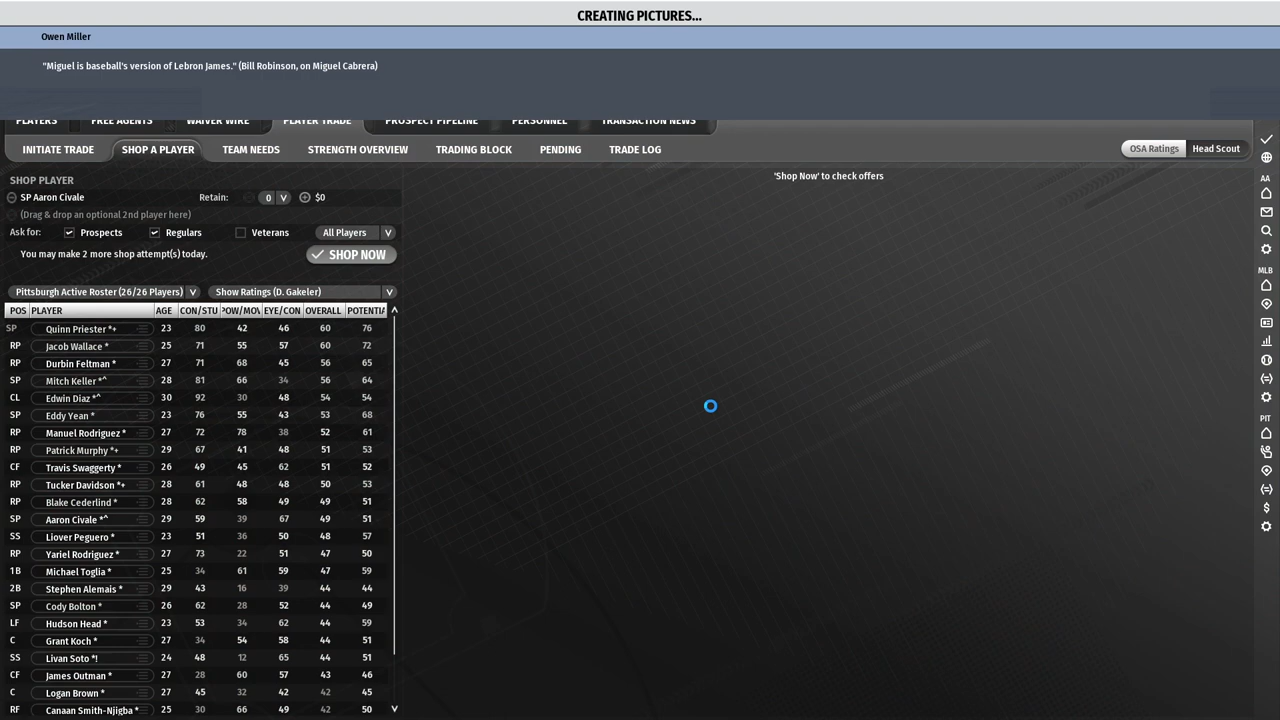 CREATING PICTURES...
Owen Miller
"Miguel is baseball's version of Lebron James." (Bill Robinson, on Miguel Cabrera)
PLAYERS FREE AGENTS WAIVER WIRE PLAYER TRADE PROSPECT PIPELINE PERSONNEL TRANSACTION NEWS
INITIATE TRADE SHOP A PLAYER TEAM NEEDS STRENGTH OVERVIEW TRADING BLOCK PENDING TRADE LOG OSA Ratings Head Scout
SHOP PLAYER 'Shop Now' to check offers
SP Aaron Civale Retain: 0 V $0
(Drag & drop an optional 2nd player here)
Ask for: Prospects Regulars Veterans All Players V
You may make 2 more shop attempt(s) today. SHOP NOW
Pittsburgh Active Roster (26/26 Players) V Show Ratings (D. Gakeler) V
POS PLAYER AGE CON/STU POW/MOV EYE/CON OVERALL POTENTIA
SP Quinn Priester *+ 23 80 42 46 60 76
RP Jacob Wallace * 25 71 55 57 60 72
RP Durbin Feltman * 27 71 68 45 56 65
SP Mitch Keller *^ 28 81 66 34 56 64
CL Edwin Diaz *^ 30 92 30 48 54 54
SP Eddy Yean * 23 76 55 43 53 68
RP Manuel Rodriguez * 27 72 78 38 52 61
RP Patrick Murphy *+ 29 67 41 48 51 53
CF Travis Swaggerty * 26 49 45 62 51 52
RP Tucker Davidson *+ 28 61 48 48 50 53
RP Blake Cederlind * 28 62 58 49 49 51
SP Aaron Civale *^ 29 59 39 67 49 51
SS Liover Peguero * 23 51 36 50 48 57
RP Yariel Rodriguez * 27 73 22 51 47 50
1B Michael Toglia * 25 34 61 59 47 59
2B Stephen Alemais * 29 43 16 39 44 44
SP Cody Bolton * 26 62 28 52 44 49
LF Hudson Head * 23 53 34 62 44 59
C Grant Koch * 27 34 54 58 44 51
SS Livan Soto *! 24 48 12 65 44 51
CF James Outman * 27 28 60 57 43 46
C Logan Brown * 27 45 32 42 42 45
RF Canaan Smith-Njigba * 25 30 66 49 42 50
AA
MLB
PIT